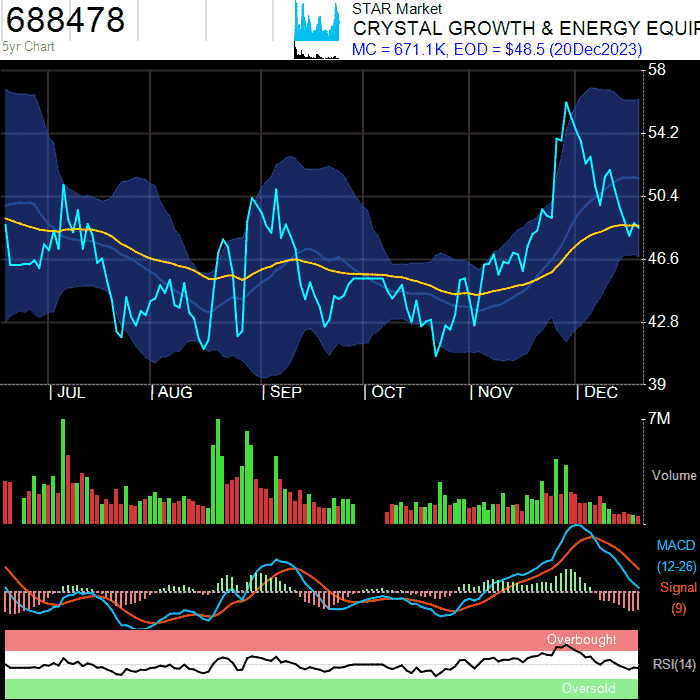 688478
5yr Chart
STAR Market
CRYSTAL GROWTH & ENERGY EQUIF
MC = 671.1K, EOD = $48.5 (20Dec2023)
58
54.2
50.4
46.6
42.8
39
JUL
AUG
SEP
OCT
NOV
DEC
7M
Volume
MACD
(12-26)
Signal
(9)
Overbought
RSI(14)
Oversold